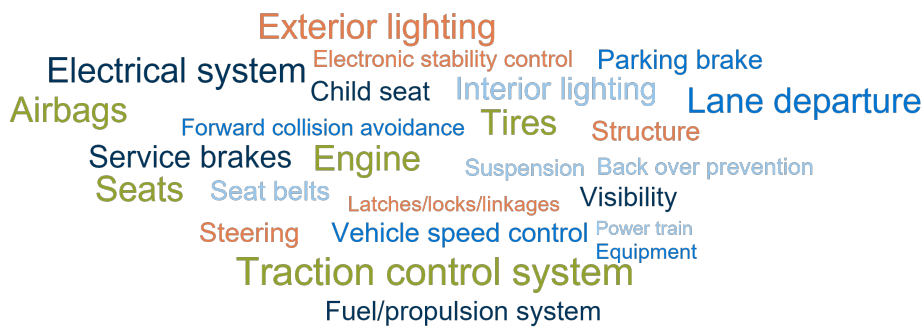 Exterior lighting
Electronic stability control
Parking brake
Electrical system
Child seat
Interior lighting
Lane departure
Airbags
Forward collision avoidance
Tires
Structure
Service brakes
Engine
Suspension
Back over prevention
Seats
Seat belts
Latches/locks/linkages
Visibility
Steering
Vehicle speed control
Power train
Equipment
Traction control system
Fuel/propulsion system